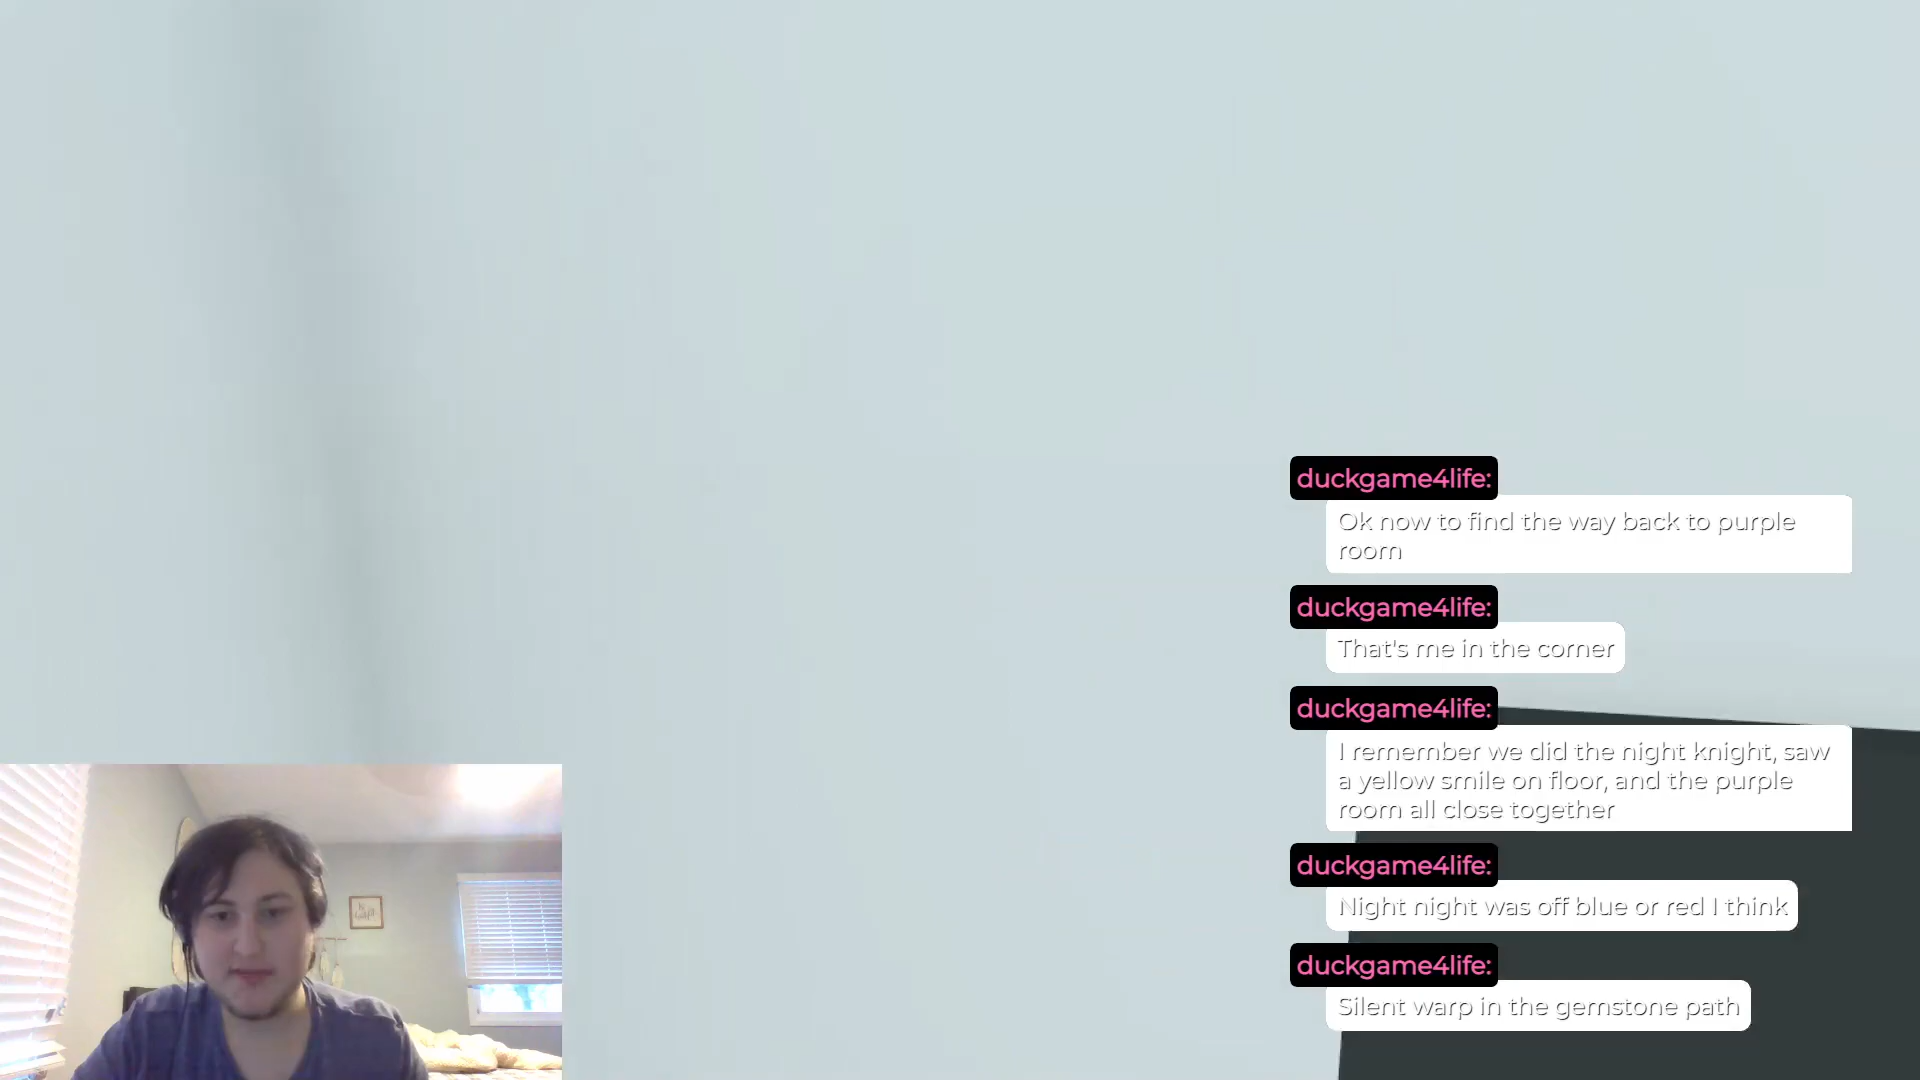 duckgame4life:
Ok now to find the way back to purple
room
duckgame4life:
That's me in the corner
duckgame4life:
I remember we did the night knight, saw
a yellow smile on floor, and the purple
room all close together
duckgame4life:
Night night was off blue or red I think
duckgame4life:
Silent warp in the gemstone path